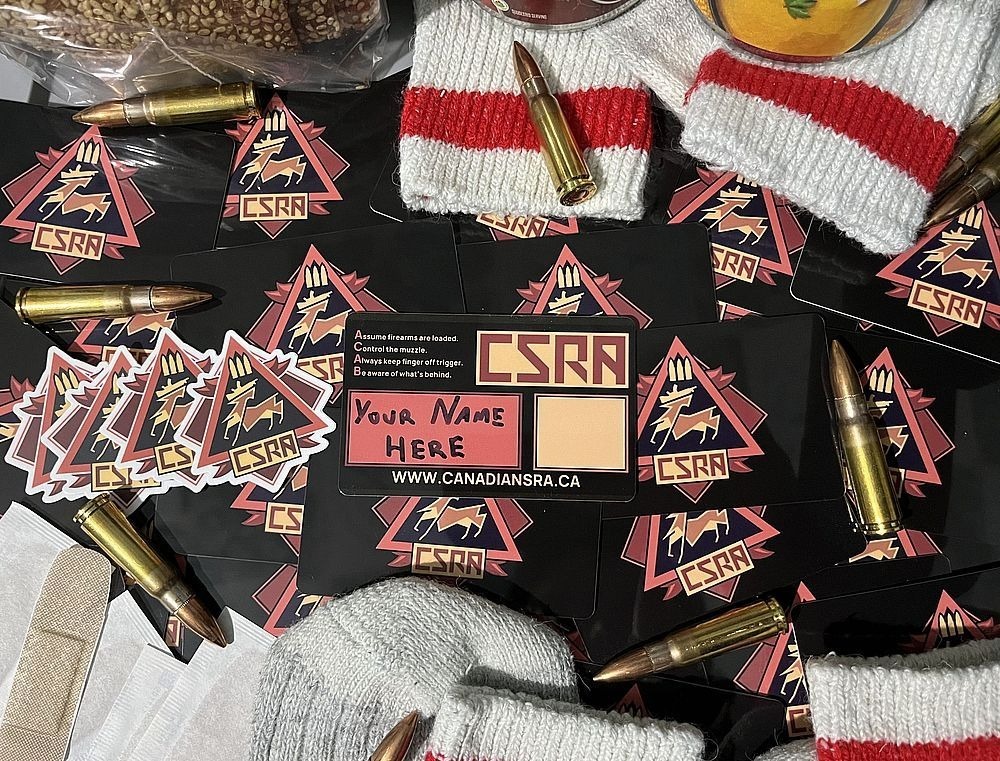 CSRA
CSRA
CSRA
CSRA
CSRA
Assume firearms are loaded.
Control the muzzle.
Always keep finger off trigger.
Be aware of what's behind.
CSRA
YOUR NAME
HERE
WWW.CANADIANSRA.CA
CSRA
CSRA
CSRA
CSRA